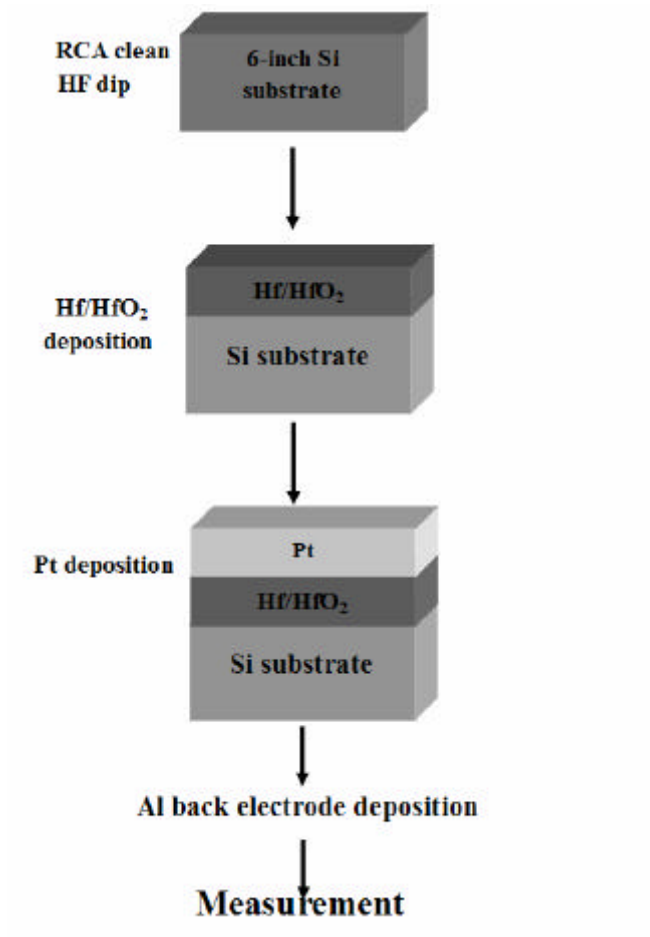 RCA clean
HF dip
6-inch Si
substrate
Hf/HfO₂
deposition
Hf/HfO₂
Si substrate
Pt deposition
Pt
Hf/HfO₂
Si substrate
Al back electrode deposition
Measurement